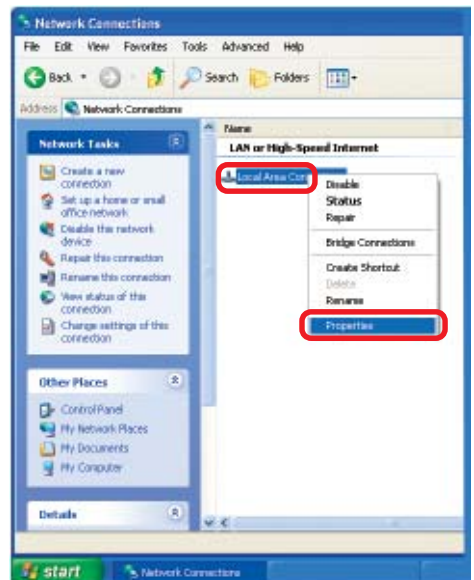 Network Connections
File Edit View Favorites Tools Advanced Help
Back Search Folders
Address Network Connections
Network Tasks
Create a new
connection
Set up a home or small
office network
Disable this network
device
Repair this connection
Rename this connection
View status of this
connection
Change settings of this
connection
Other Places
Control Panel
My Network Places
My Documents
My Computer
Details
Name
LAN or High-Speed Internet
Local Area Con
Disable
Status
Repair
Bridge Connections
Create Shortcut
Delete
Rename
Properties
start Network Connections